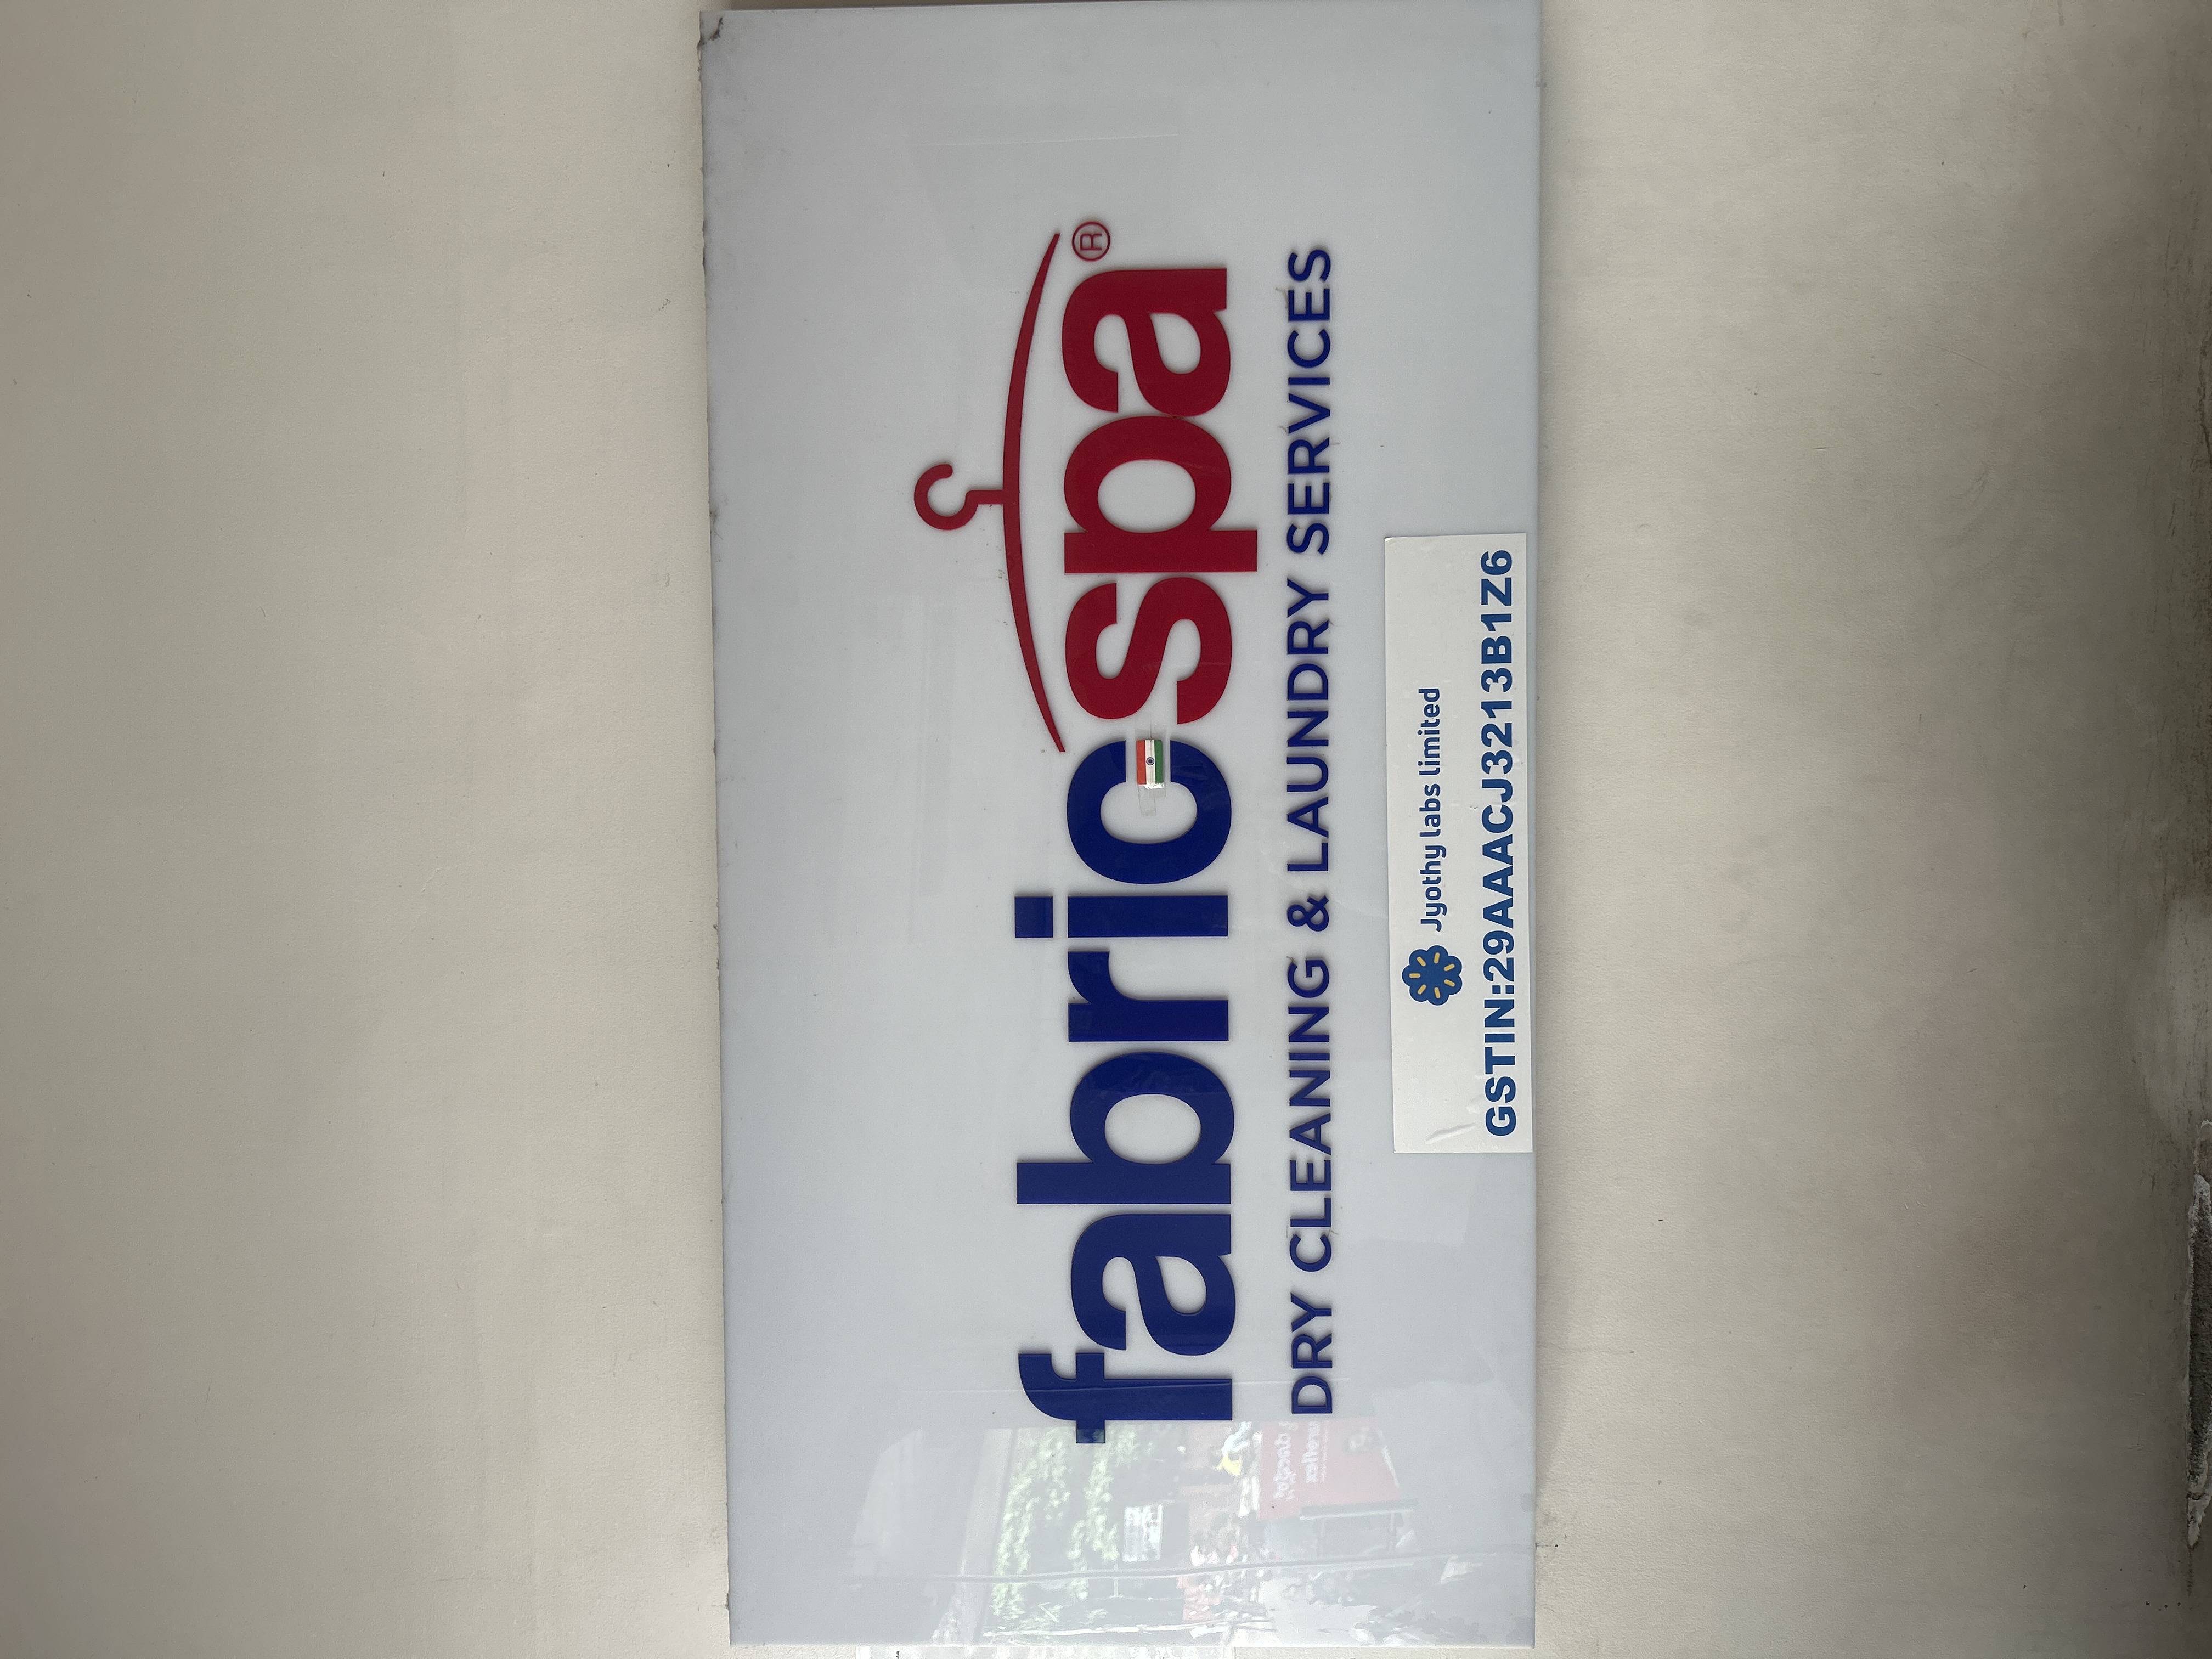 fabricspa®
DRY CLEANING & LAUNDRY SERVICES
Jyothy labs limited
GSTIN:29AAACJ3213B1Z6